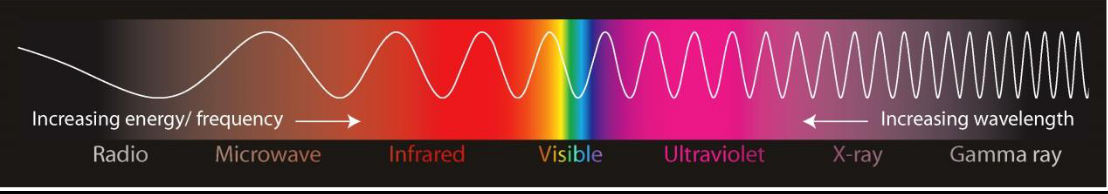 Increasing energy/ frequency
Increasing wavelength
Radio Microwave Infrared Visible Ultraviolet X-ray Gamma ray